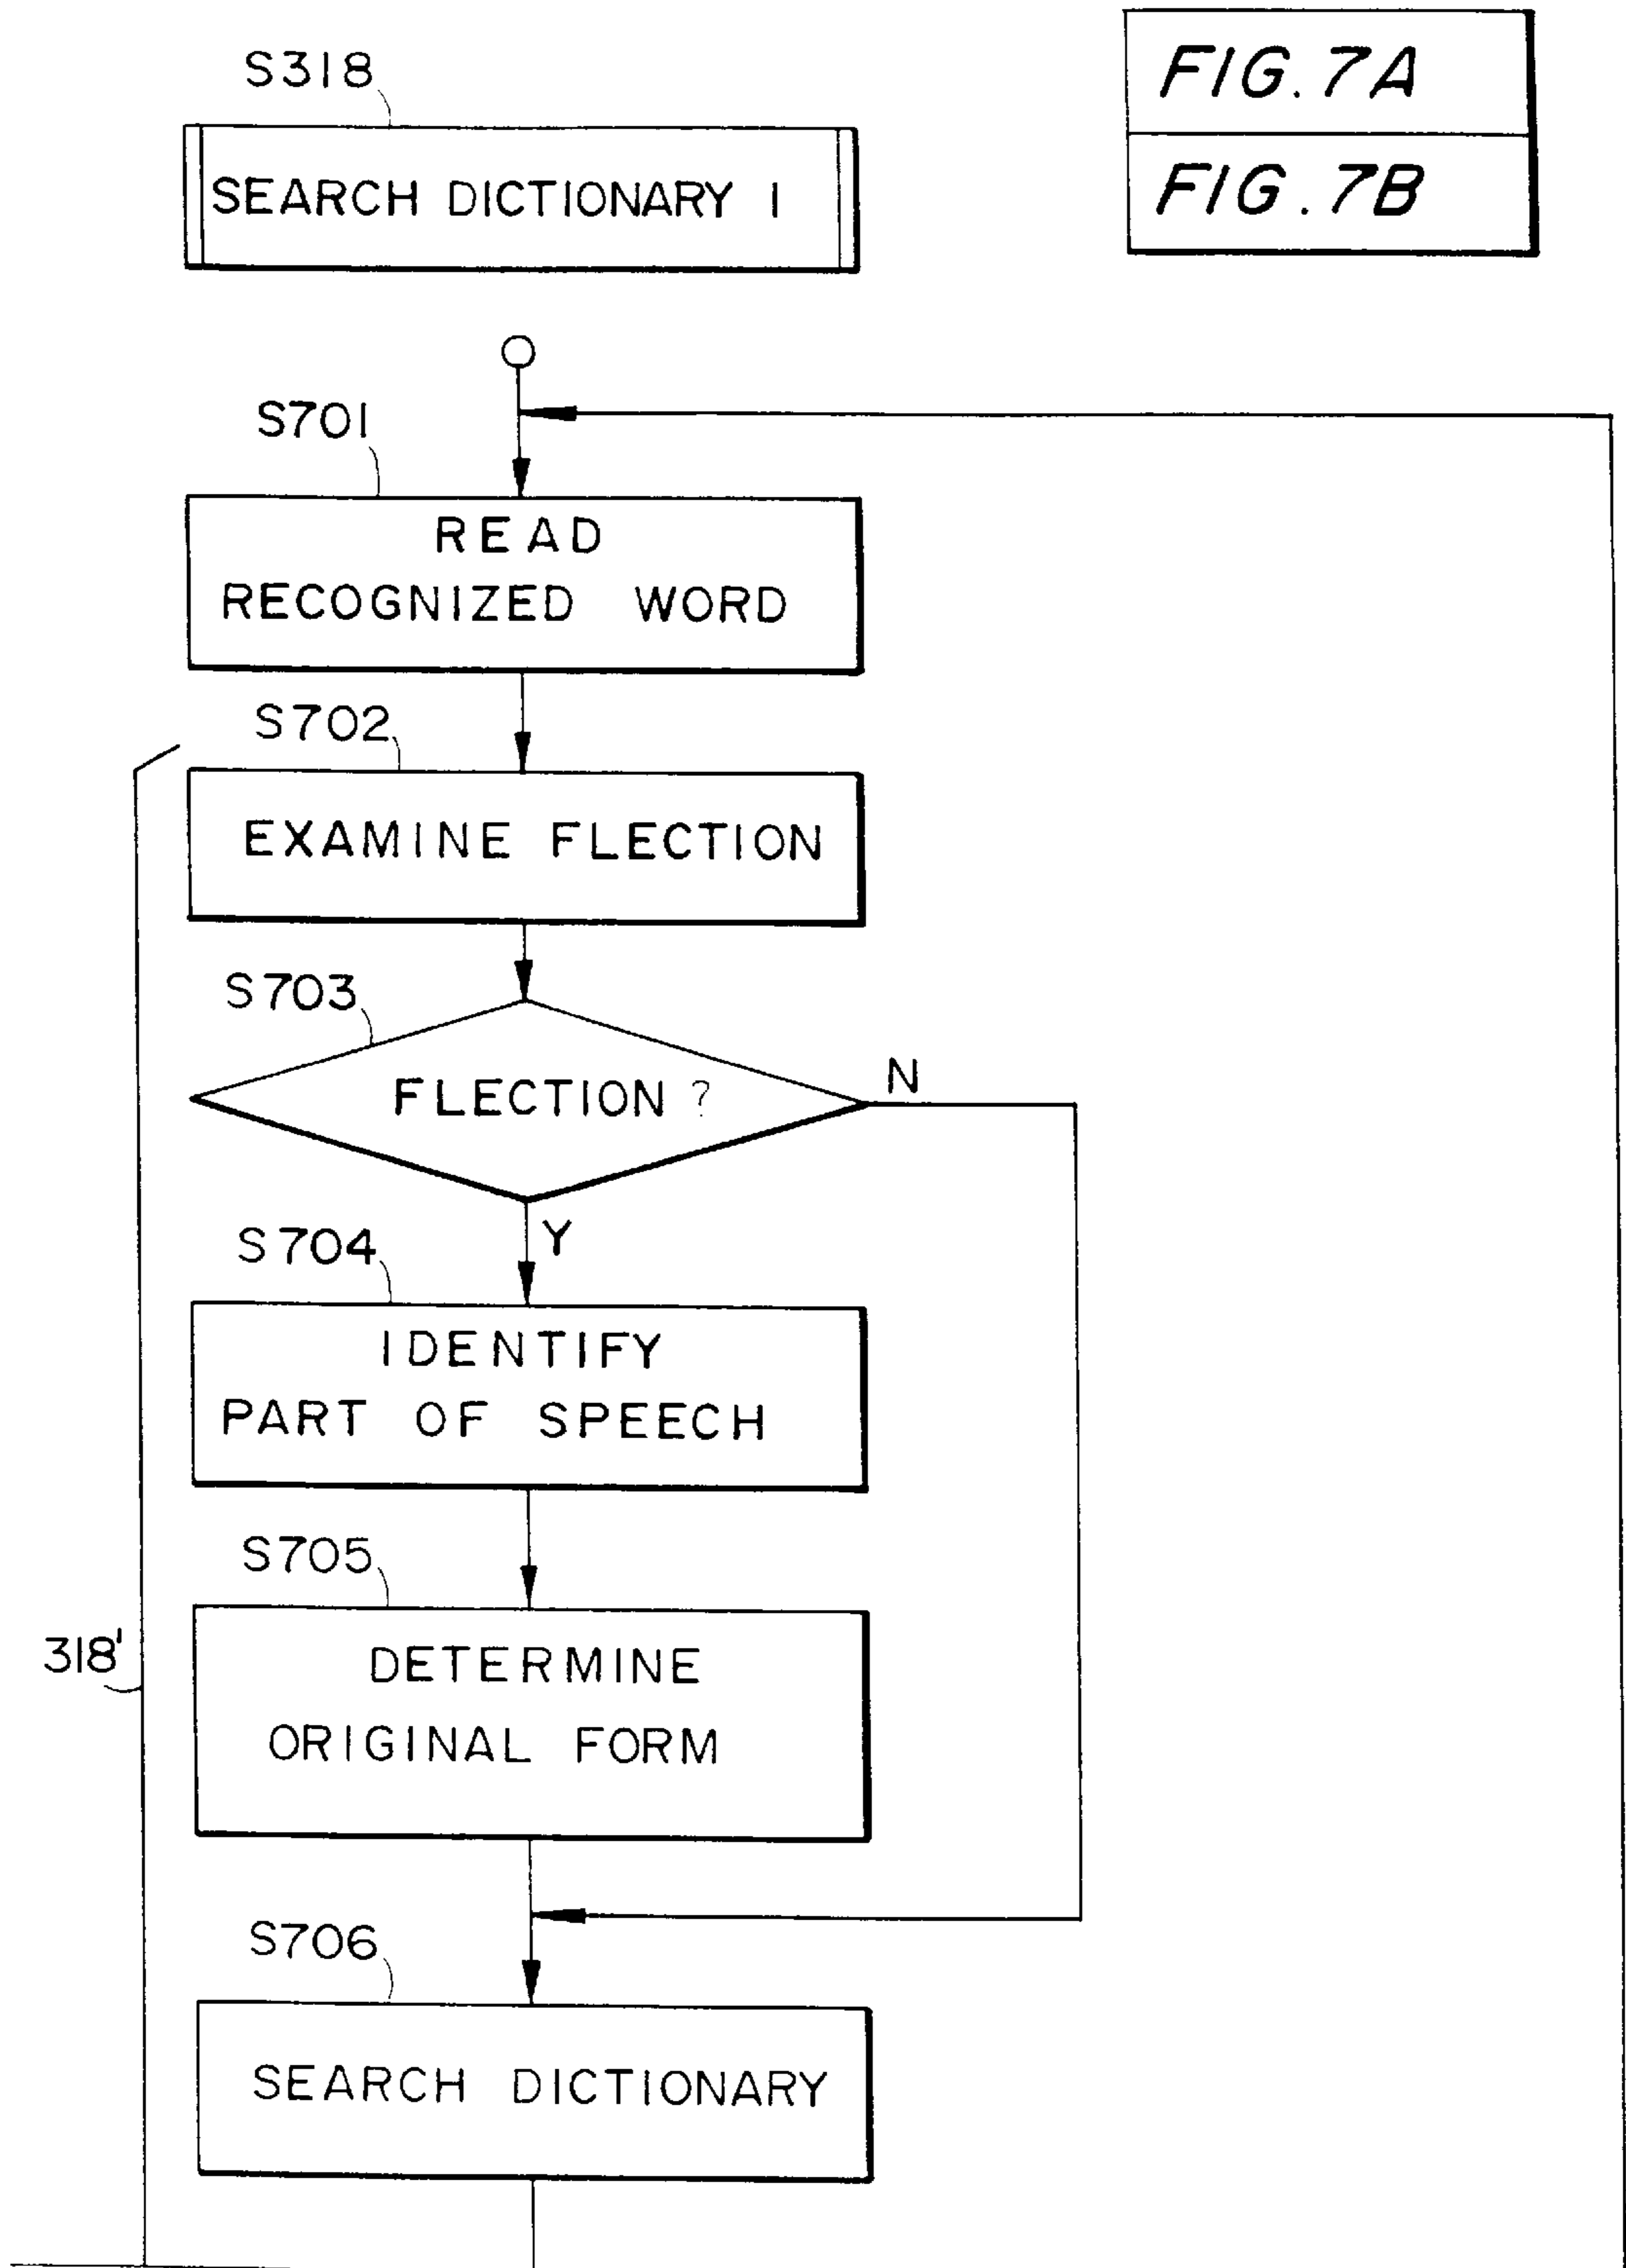 S318
SEARCH DICTIONARY 1
FIG. 7A
FIG. 7B
S701
READ
RECOGNIZED WORD
S702
EXAMINE FLECTION
S703
FLECTION ?
N
Y
S704
IDENTIFY
PART OF SPEECH
S705
DETERMINE
ORIGINAL FORM
318'
S706
SEARCH DICTIONARY